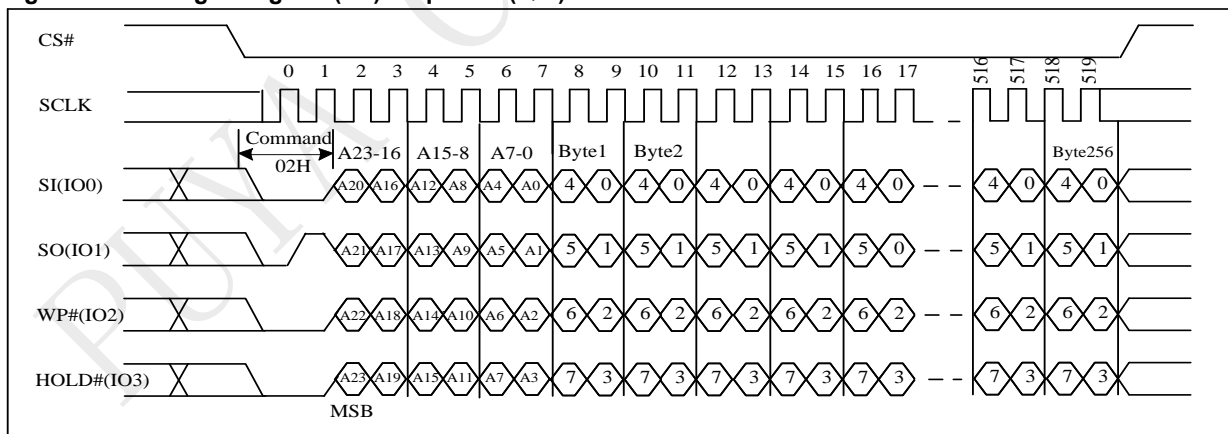 CS#
0 1 2 3 4 5 6 7 8 9 10 11 12 13 14 15 16 17 516 517 518 519
SCLK
Command
02H
A23-16 A15-8 A7-0 Byte1 Byte2 Byte256
SI(IO0) A20 A16 A12 A8 A4 A0 4 0 4 0 4 0 4 0 4 0 4 0 4 0
SO(IO1) A21 A17 A13 A9 A5 A1 5 1 5 1 5 1 5 1 5 0 5 1 5 1
WP#(IO2) A22 A18 A14 A10 A6 A2 6 2 6 2 6 2 6 2 6 2 6 2 6 2
HOLD#(IO3) A23 A19 A15 A11 A7 A3 7 3 7 3 7 3 7 3 7 3 7 3 7 3
MSB
PUYA